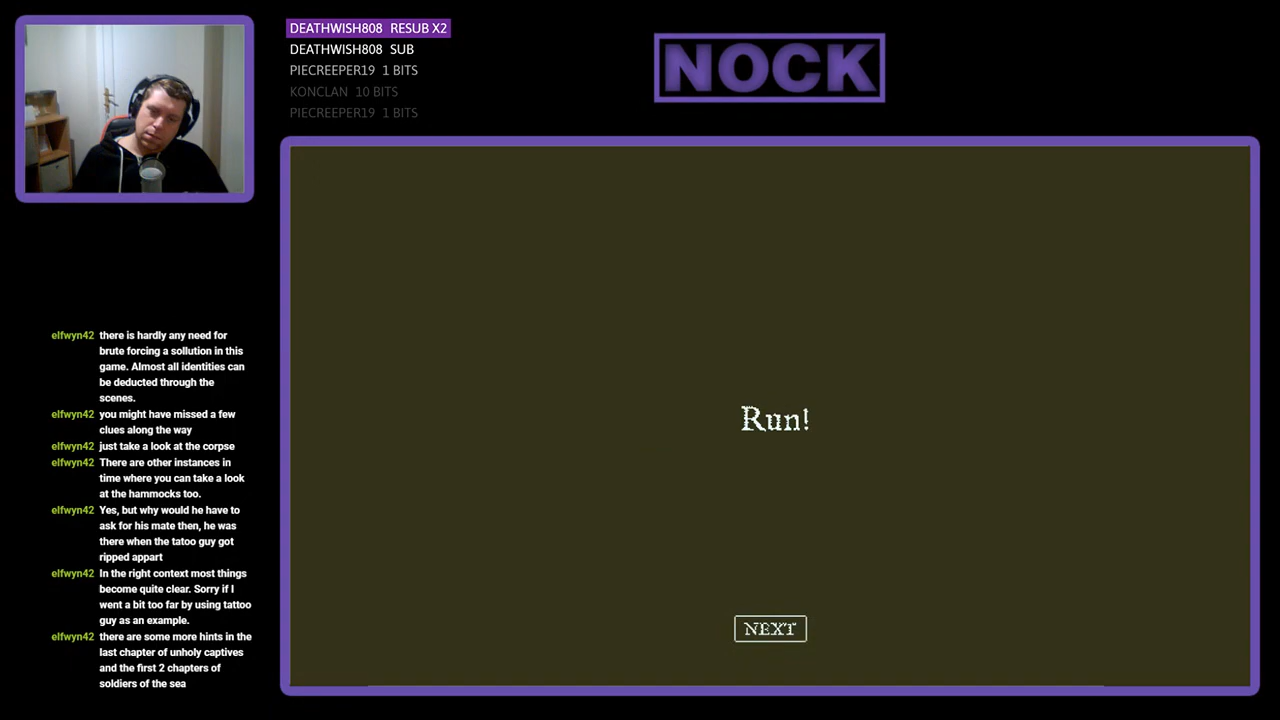 DEATHWISH808 RESUB X2
DEATHWISH808 SUB
PIECREEPER19 1 BITS
KONCLAN 10 BITS
PIECREEPER19 1 BITS
NOCK
elfwyn42 there is hardly any need for
brute forcing a sollution in this
game. Almost all identities can
be deducted through the
scenes.
elfwyn42 you might have missed a few
clues along the way
elfwyn42 just take a look at the corpse
elfwyn42 There are other instances in
time where you can take a look
at the hammocks too.
elfwyn42 Yes, but why would he have to
ask for his mate then, he was
there when the tatoo guy got
ripped appart
elfwyn42 In the right context most things
become quite clear. Sorry if I
went a bit too far by using tattoo
guy as an example.
elfwyn42 there are some more hints in the
last chapter of unholy captives
and the first 2 chapters of
soldiers of the sea
Run!
NEXT